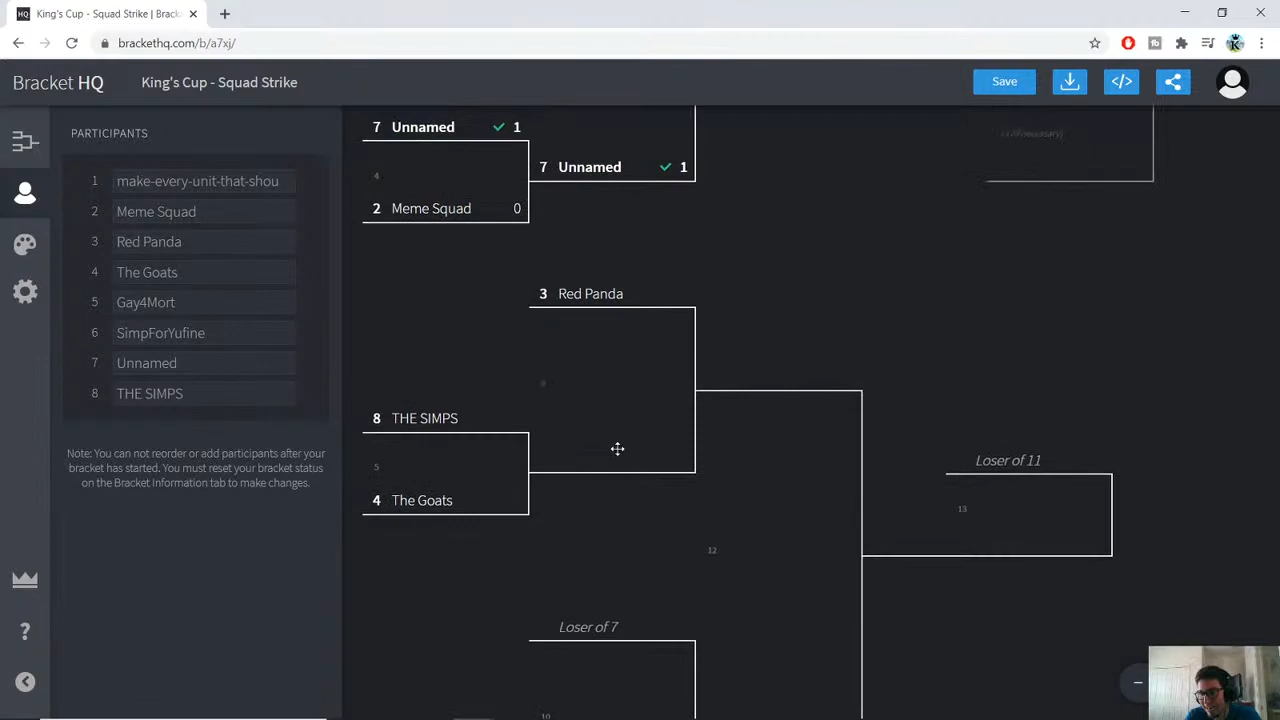 HQ King's Cup - Squad Strike | Brack
brackethq.com/b/a7xj/
Bracket HQ
King's Cup - Squad Strike
Save
PARTICIPANTS
1 make-every-unit-that-shou
2 Meme Squad
3 Red Panda
4 The Goats
5 Gay4Mort
6 SimpForYufine
7 Unnamed
8 THE SIMPS
Note: You can not reorder or add participants after your
bracket has started. You must reset your bracket status
on the Bracket Information tab to make changes.
7 Unnamed 1
4
2 Meme Squad 0
7 Unnamed 1
3 Red Panda
8 THE SIMPS
5
4 The Goats
12
Loser of 11
13
Loser of 7
10